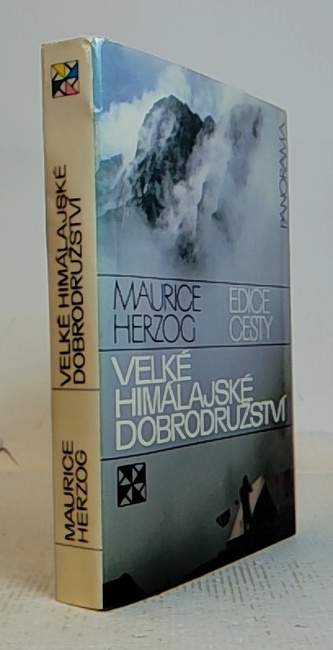 VELKÉ HIMÁLAJSKÉ
DOBRODRUŽSTVÍ
MAURICE
HERZOG
PANORAMA
MAURICE
HERZOG
EDICE
CESTY
VELKÉ
HIMÁLAJSKÉ
DOBRODRUŽSTVÍ